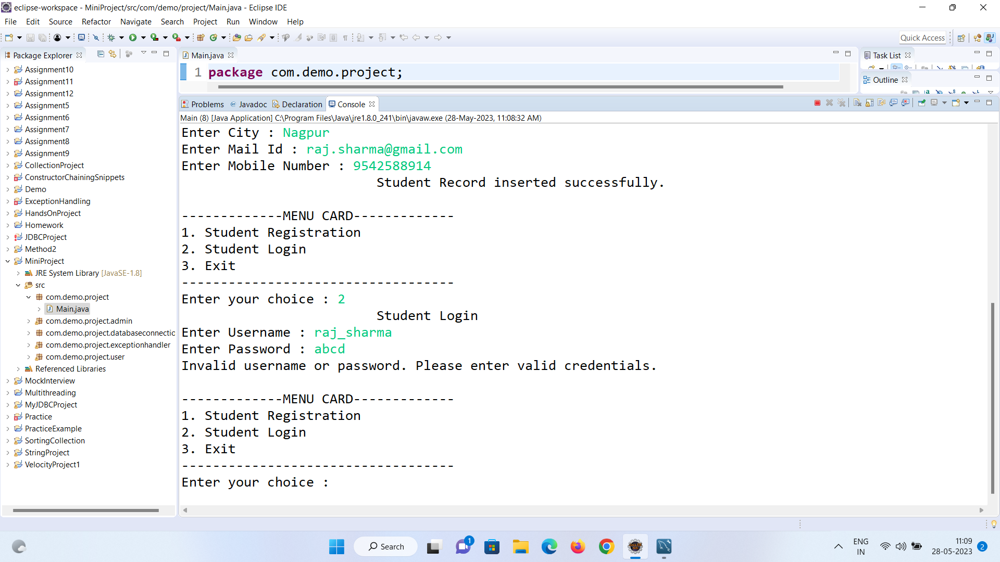 eclipse-workspace - MiniProject/src/com/demo/project/Main.java - Eclipse IDE
File Edit Source Refactor Navigate Search Project Run Window Help
Quick Access
Package Explorer
Assignment10
Assignment11
Assignment12
Assignment5
Assignment6
Assignment7
Assignment8
Assignment9
CollectionProject
ConstructorChainingSnippets
Demo
ExceptionHandling
HandsOnProject
Homework
JDBCProject
Method2
MiniProject
JRE System Library [JavaSE-1.8]
src
com.demo.project
Main.java
com.demo.project.admin
com.demo.project.databaseconnectio
com.demo.project.exceptionhandler
com.demo.project.user
Referenced Libraries
MockInterview
Multithreading
MyJDBCProject
Practice
PracticeExample
SortingCollection
StringProject
VelocityProject1
Main.java
1 package com.demo.project;
Task List
Outline
Problems @ Javadoc Declaration Console
Main (8) [Java Application] C:\Program Files\Java\jre1.8.0_241\bin\javaw.exe (28-May-2023, 11:08:32 AM)
Enter City : Nagpur
Enter Mail Id : raj.sharma@gmail.com
Enter Mobile Number : 9542588914
Student Record inserted successfully.
-------------MENU CARD-------------
1. Student Registration
2. Student Login
3. Exit
-----------------------------------
Enter your choice : 2
Student Login
Enter Username : raj_sharma
Enter Password : abcd
Invalid username or password. Please enter valid credentials.
-------------MENU CARD-------------
1. Student Registration
2. Student Login
3. Exit
-----------------------------------
Enter your choice :
Search
1
ENG
IN
11:09
28-05-2023
2